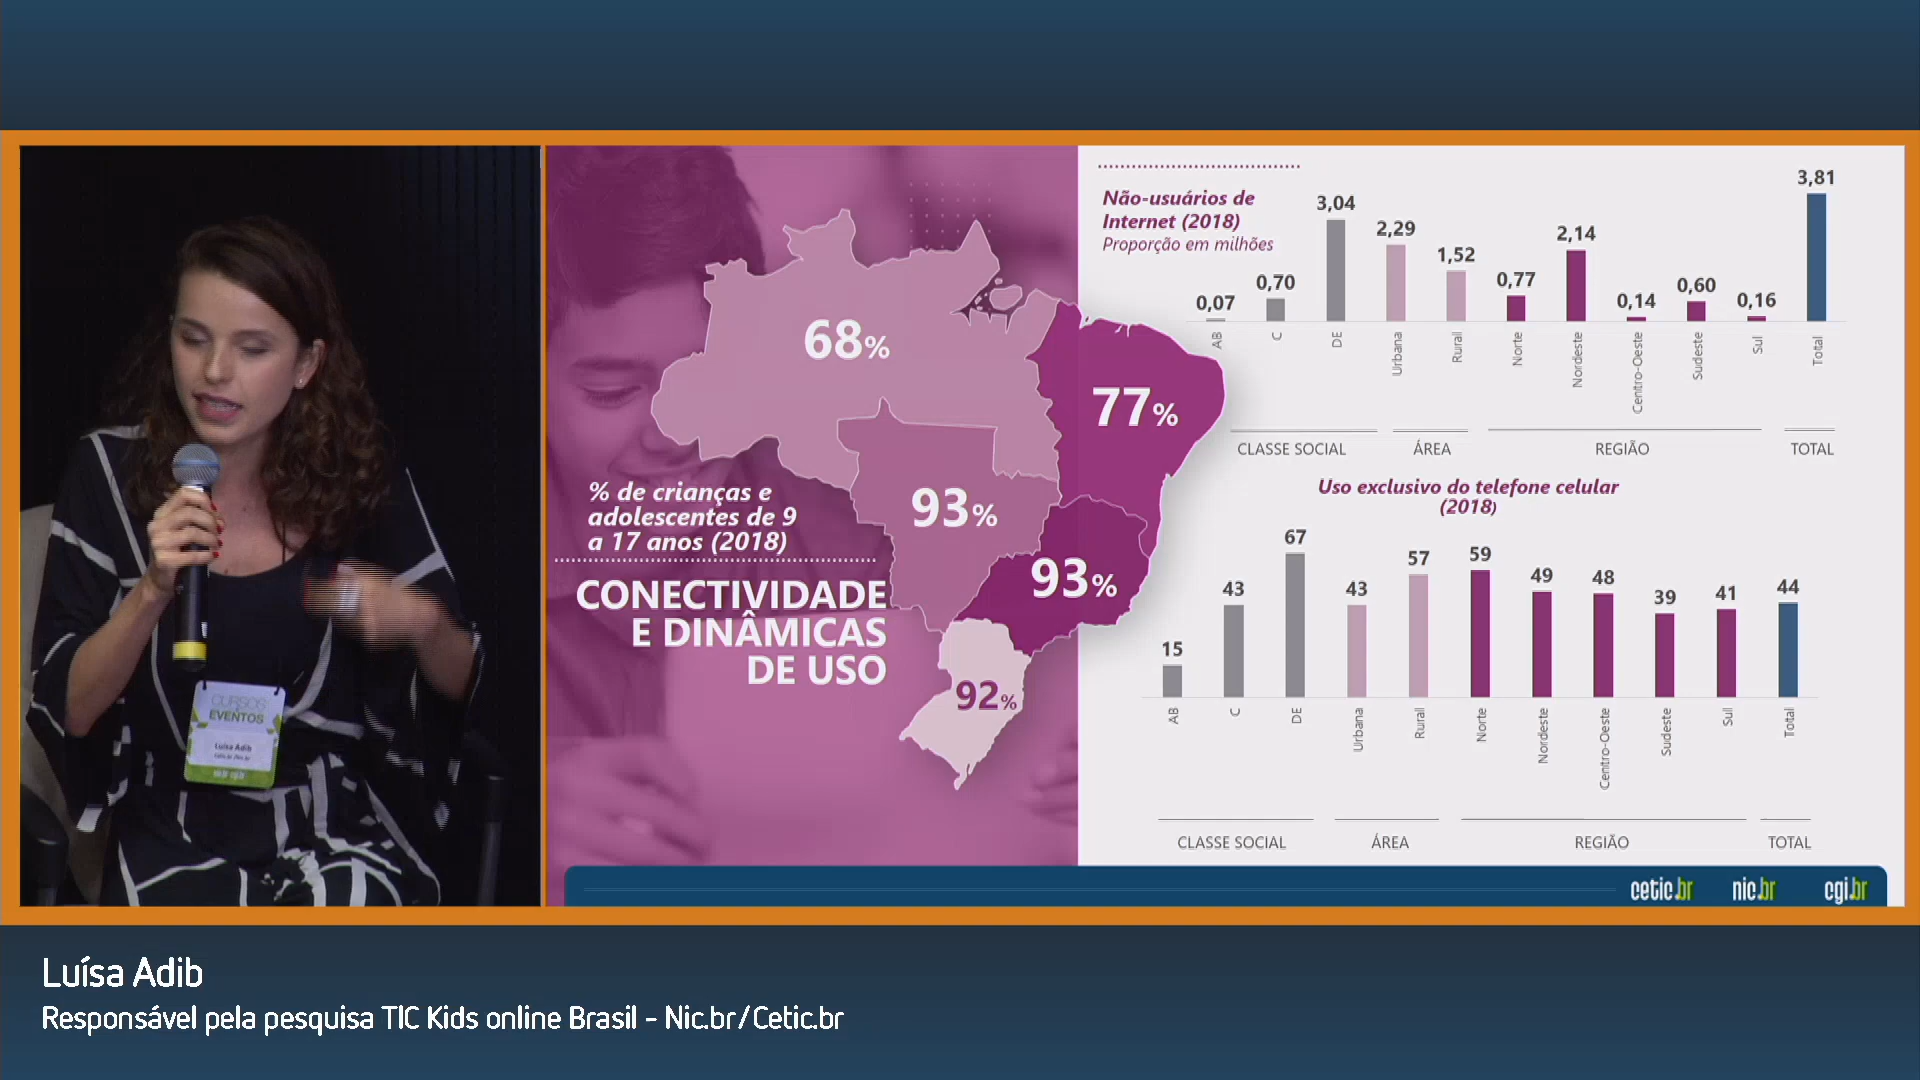 CURSOS
EVENTOS
Luísa Adib
68%
77%
93%
93%
92%
% de crianças e
adolescentes de 9
a 17 anos (2018)
CONECTIVIDADE
E DINÂMICAS
DE USO
Não-usuários de
Internet (2018)
Proporção em milhões
0,07
0,70
3,04
2,29
1,52
0,77
2,14
0,14
0,60
0,16
3,81
AB
C
DE
Urbana
Rural
Norte
Nordeste
Centro-Oeste
Sudeste
Sul
Total
CLASSE SOCIAL
ÁREA
REGIÃO
TOTAL
Uso exclusivo do telefone celular
(2018)
15
43
67
43
57
59
49
48
39
41
44
AB
C
DE
Urbana
Rural
Norte
Nordeste
Centro-Oeste
Sudeste
Sul
Total
CLASSE SOCIAL
ÁREA
REGIÃO
TOTAL
cetic.br nic.br cgi.br
Luísa Adib
Responsável pela pesquisa TIC Kids online Brasil - Nic.br/Cetic.br